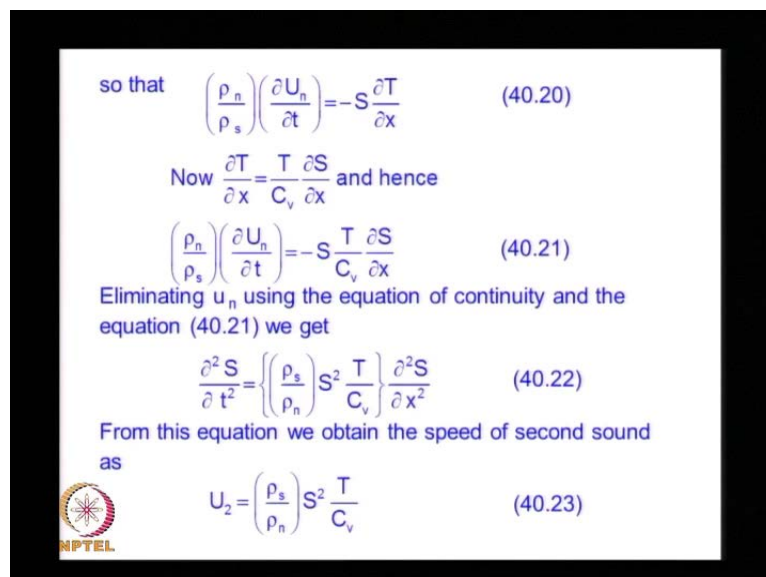 so that (ρₙ/ρₛ)(∂Uₙ/∂t) = −S ∂T/∂x (40.20)
Now ∂T/∂x = T/Cᵥ ∂S/∂x and hence
(ρₙ/ρₛ)(∂Uₙ/∂t) = −S T/Cᵥ ∂S/∂x (40.21)
Eliminating uₙ using the equation of continuity and the
equation (40.21) we get
∂²S/∂t² = {(ρₛ/ρₙ) S² T/Cᵥ} ∂²S/∂x² (40.22)
From this equation we obtain the speed of second sound
as
U₂ = (ρₛ/ρₙ) S² T/Cᵥ (40.23)
NPTEL